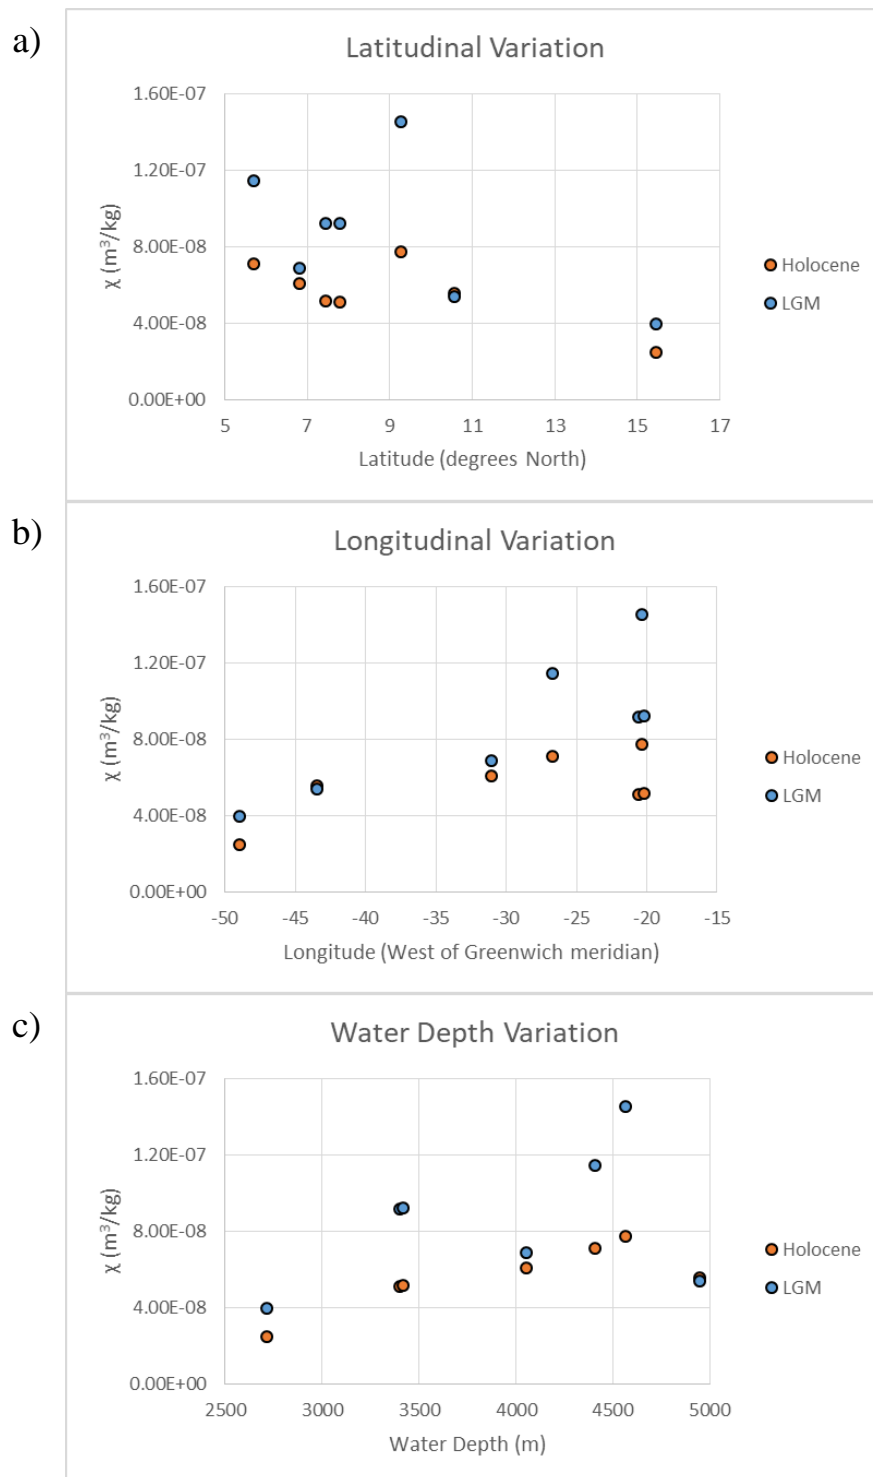 a)
Latitudinal Variation
1.60E-07
1.20E-07
8.00E-08
4.00E-08
0.00E+00
χ (m³/kg)
5 7 9 11 13 15 17
Latitude (degrees North)
Holocene
LGM
b)
Longitudinal Variation
1.60E-07
1.20E-07
8.00E-08
4.00E-08
0.00E+00
χ (m³/kg)
-50 -45 -40 -35 -30 -25 -20 -15
Longitude (West of Greenwich meridian)
Holocene
LGM
c)
Water Depth Variation
1.60E-07
1.20E-07
8.00E-08
4.00E-08
0.00E+00
χ (m³/kg)
2500 3000 3500 4000 4500 5000
Water Depth (m)
Holocene
LGM